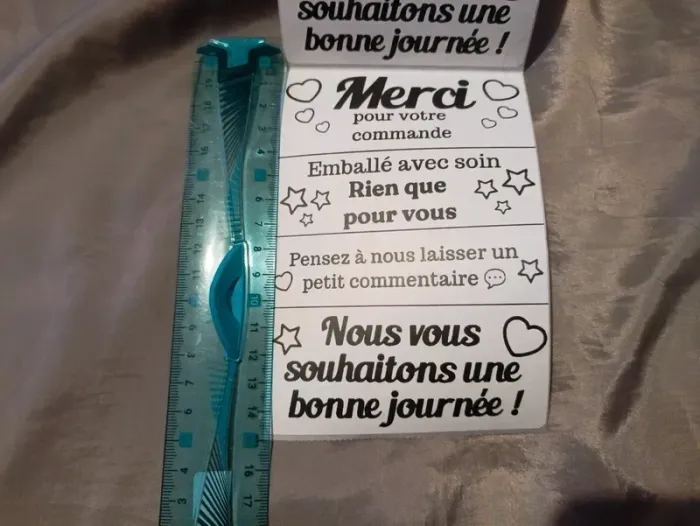 souhaitons une
bonne journée !
Merci
pour votre
commande
Emballé avec soin
Rien que
pour vous
Pensez à nous laisser un
petit commentaire
Nous vous
souhaitons une
bonne journée !